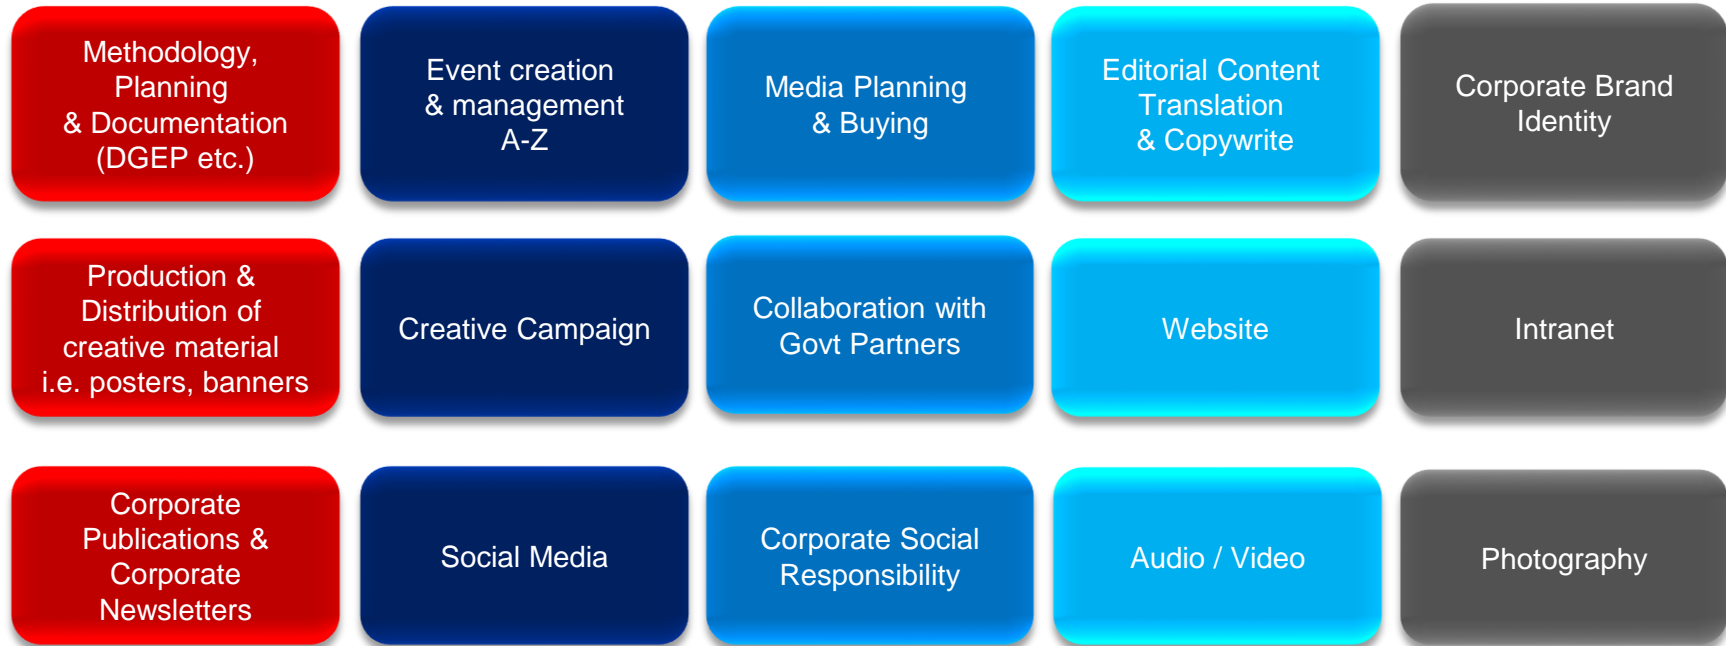 Methodology,
Planning
& Documentation
(DGEP etc.)
Event creation
& management
A-Z
Media Planning
& Buying
Editorial Content
Translation
& Copywrite
Corporate Brand
Identity
Production &
Distribution of
creative material
i.e. posters, banners
Creative Campaign
Collaboration with
Govt Partners
Website
Intranet
Corporate
Publications &
Corporate
Newsletters
Social Media
Corporate Social
Responsibility
Audio / Video
Photography